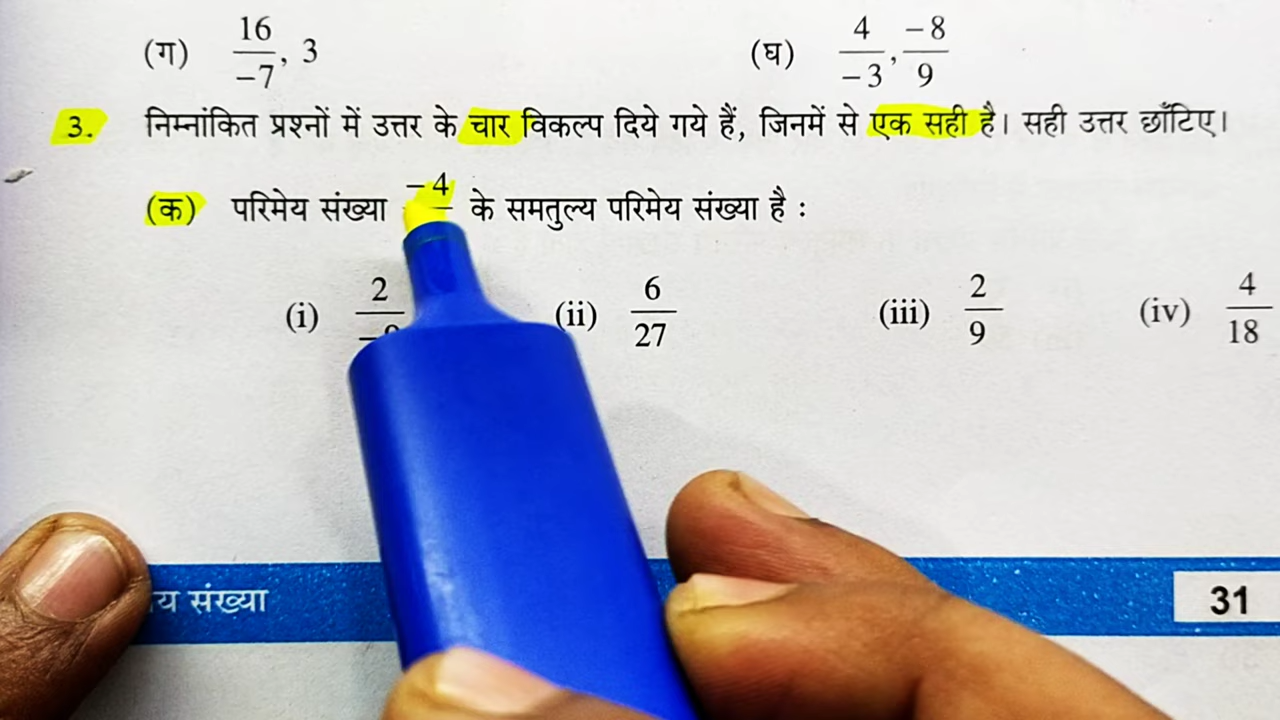 (ग) 16/-7, 3 (घ) 4/-3, -8/9
3. निम्नांकित प्रश्नों में उत्तर के चार विकल्प दिये गये हैं, जिनमें से एक सही है। सही उत्तर छाँटिए।
(क) परिमेय संख्या -4 के समतुल्य परिमेय संख्या है :
(i) 2 (ii) 6/27 (iii) 2/9 (iv) 4/18
संख्या 31